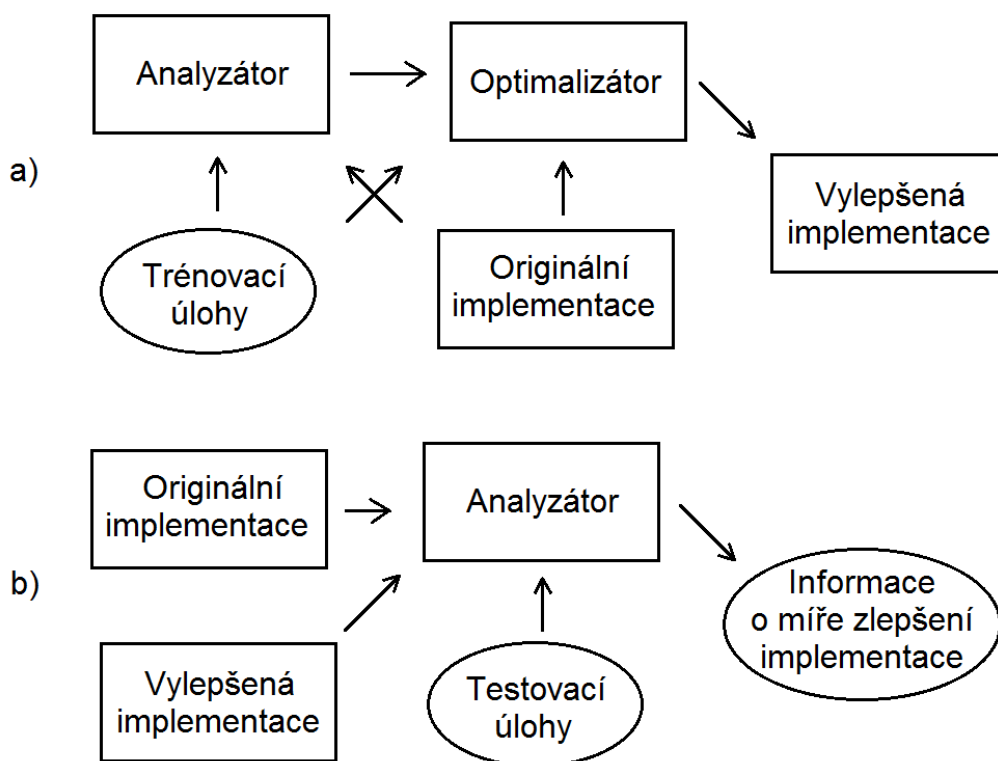 Analyzátor
Optimalizátor
a)
Vylepšená
implementace
Trénovací
úlohy
Originální
implementace
Originální
implementace
Analyzátor
b)
Informace
o míře zlepšení
implementace
Vylepšená
implementace
Testovací
úlohy